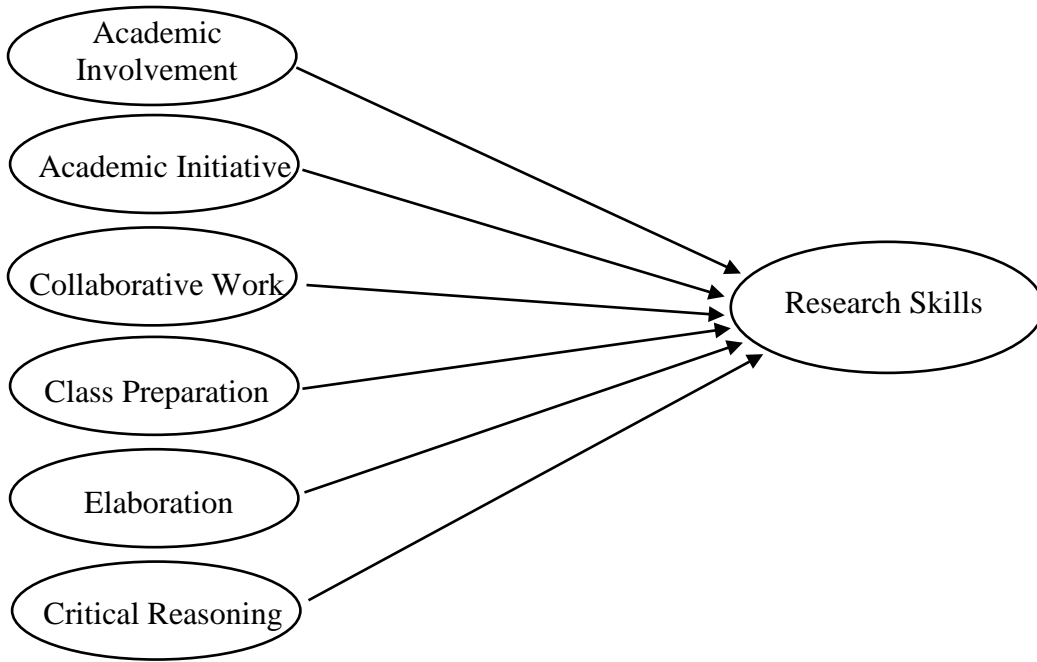 Academic
Involvement
Academic Initiative
Collaborative Work
Class Preparation
Elaboration
Critical Reasoning
Research Skills